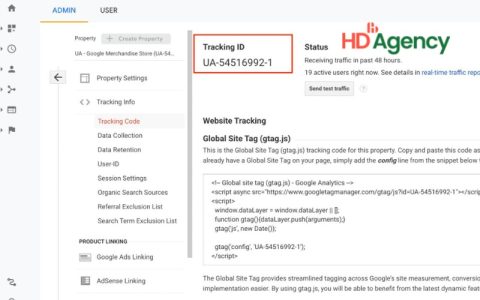 ADMIN USER
HD Agency
Property + Create Property
UA - Google Merchandise Store (UA-54...
Property Settings
Tracking Info
Tracking Code
Data Collection
Data Retention
User-ID
Session Settings
Organic Search Sources
Referral Exclusion List
Search Term Exclusion List
PRODUCT LINKING
Google Ads Linking
AdSense Linking
Tracking ID
UA-54516992-1
Status
Receiving traffic in past 48 hours.
19 active users right now. See details in real-time traffic repo
Send test traffic
Website Tracking
Global Site Tag (gtag.js)
This is the Global Site Tag (gtag.js) tracking code for this property. Copy and paste this code as
already have a Global Site Tag on your page, simply add the config line from the snippet below
<!-- Global site tag (gtag.js) - Google Analytics -->
<script async src="https://www.googletagmanager.com/gtag/js?id=UA-54516992-1"></script>
<script>
window.dataLayer = window.dataLayer || [];
function gtag(){dataLayer.push(arguments);}
gtag('js', new Date());
gtag('config', 'UA-54516992-1');
</script>
The Global Site Tag provides streamlined tagging across Google's site measurement, conversi
implementation easier. By using gtag.js, you will be able to benefit from the latest dynamic featu